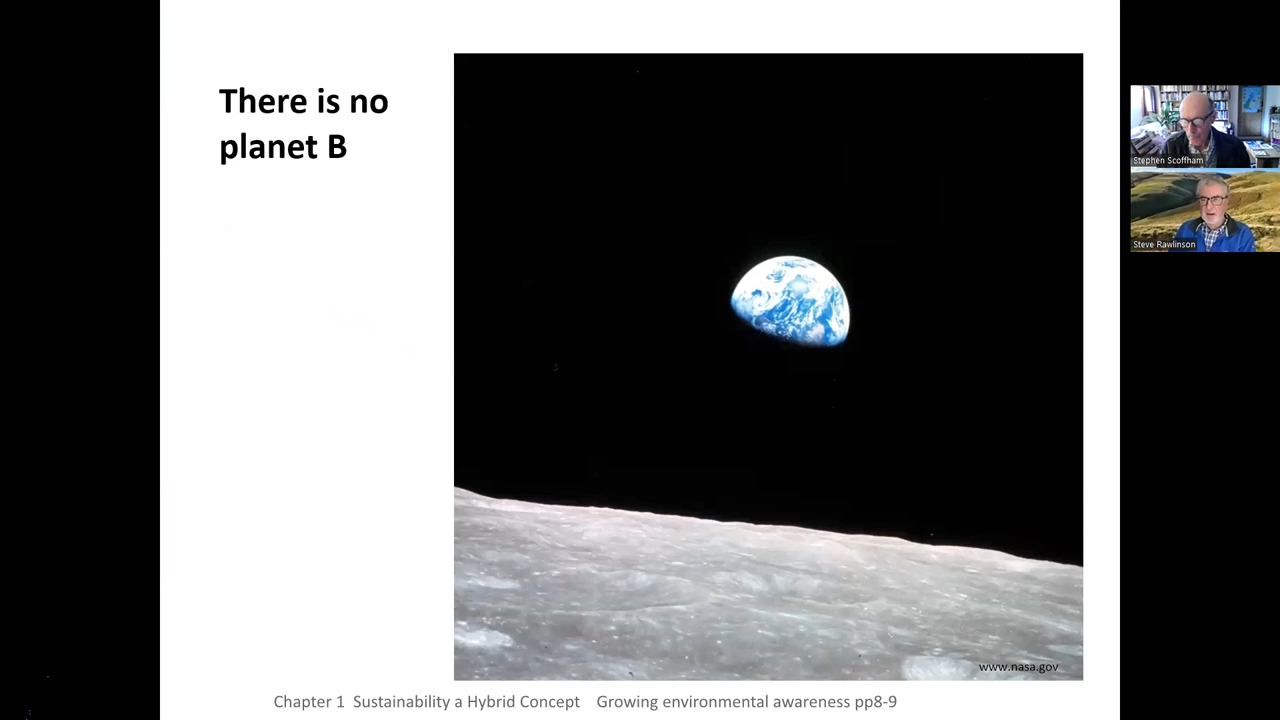 There is no
planet B
Stephen Scoffham
Steve Rawlinson
www.nasa.gov
Chapter 1 Sustainability a Hybrid Concept Growing environmental awareness pp8-9